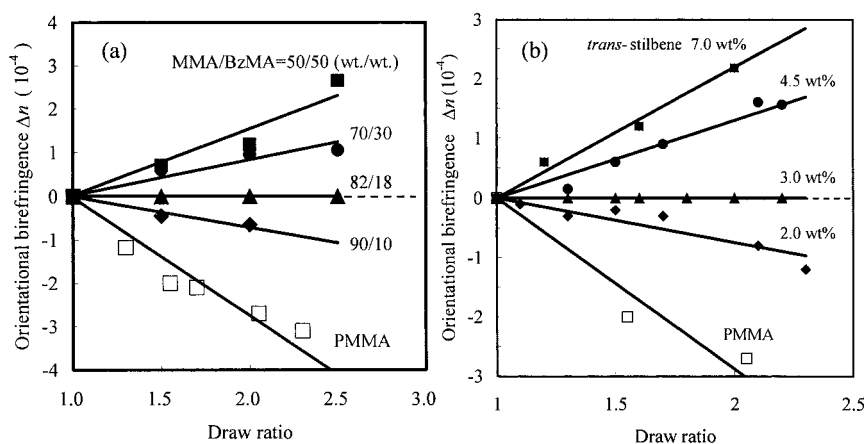 (a)
MMA/BzMA=50/50 (wt./wt.)
70/30
82/18
90/10
PMMA
Orientational birefringence Δn ( 10⁻⁴)
4
3
2
1
0
-1
-2
-3
-4
1.0
1.5
2.0
2.5
3.0
Draw ratio
(b)
trans- stilbene 7.0 wt%
4.5 wt%
3.0 wt%
2.0 wt%
PMMA
Orientational birefringence Δn (10⁻⁴)
3
2
1
0
-1
-2
-3
1
1.5
2
2.5
Draw ratio